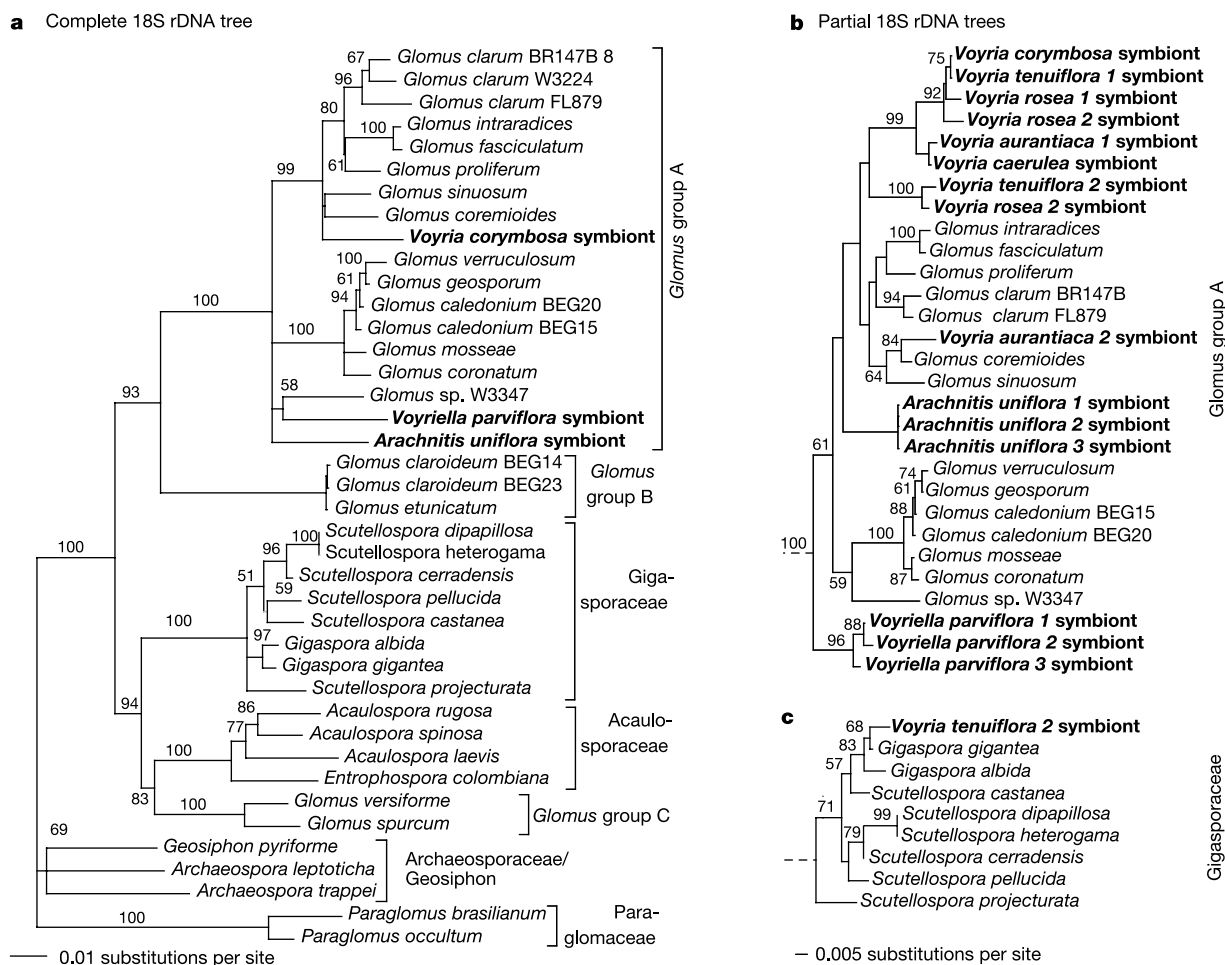 a Complete 18S rDNA tree
67 Glomus clarum BR147B 8
96 Glomus clarum W3224
Glomus clarum FL879
80
100 Glomus intraradices
Glomus fasciculatum
61 Glomus proliferum
99
Glomus sinuosum
Glomus coremioides
Voyria corymbosa symbiont
100 Glomus verruculosum
61 Glomus geosporum
94 Glomus caledonium BEG20
Glomus caledonium BEG15
100
100 Glomus mosseae
Glomus coronatum
58 Glomus sp. W3347
Voyriella parviflora symbiont
Arachnitis uniflora symbiont
Glomus group A
93
Glomus claroideum BEG14
Glomus claroideum BEG23
Glomus etunicatum
Glomus
group B
100
Scutellospora dipapillosa
100 Scutellospora heterogama
96
Scutellospora cerradensis
51
59 Scutellospora pellucida
Scutellospora castanea
100
97 Gigaspora albida
Gigaspora gigantea
Scutellospora projecturata
Giga-
sporaceae
94
86 Acaulospora rugosa
77 Acaulospora spinosa
Acaulospora laevis
100 Entrophospora colombiana
Acaulo-
sporaceae
83
100 Glomus versiforme
Glomus spurcum
Glomus group C
69
Geosiphon pyriforme
Archaeospora leptoticha
Archaeospora trappei
Archaeosporaceae/
Geosiphon
100 Paraglomus brasilianum
Paraglomus occultum
Para-
glomaceae
0.01 substitutions per site
b Partial 18S rDNA trees
75 Voyria corymbosa symbiont
Voyria tenuiflora 1 symbiont
92 Voyria rosea 1 symbiont
Voyria rosea 2 symbiont
99
Voyria aurantiaca 1 symbiont
Voyria caerulea symbiont
100 Voyria tenuiflora 2 symbiont
Voyria rosea 2 symbiont
100 Glomus intraradices
Glomus fasciculatum
Glomus proliferum
94 Glomus clarum BR147B
Glomus clarum FL879
84 Voyria aurantiaca 2 symbiont
Glomus coremioides
64 Glomus sinuosum
Arachnitis uniflora 1 symbiont
Arachnitis uniflora 2 symbiont
Arachnitis uniflora 3 symbiont
61
74 Glomus verruculosum
61 Glomus geosporum
88 Glomus caledonium BEG15
100 Glomus caledonium BEG20
Glomus mosseae
87 Glomus coronatum
100
59 Glomus sp. W3347
88 Voyriella parviflora 1 symbiont
96 Voyriella parviflora 2 symbiont
Voyriella parviflora 3 symbiont
Glomus group A
c
68 Voyria tenuiflora 2 symbiont
83 Gigaspora gigantea
57 Gigaspora albida
Scutellospora castanea
71
99 Scutellospora dipapillosa
79 Scutellospora heterogama
Scutellospora cerradensis
Scutellospora pellucida
Scutellospora projecturata
Gigasporaceae
0.005 substitutions per site